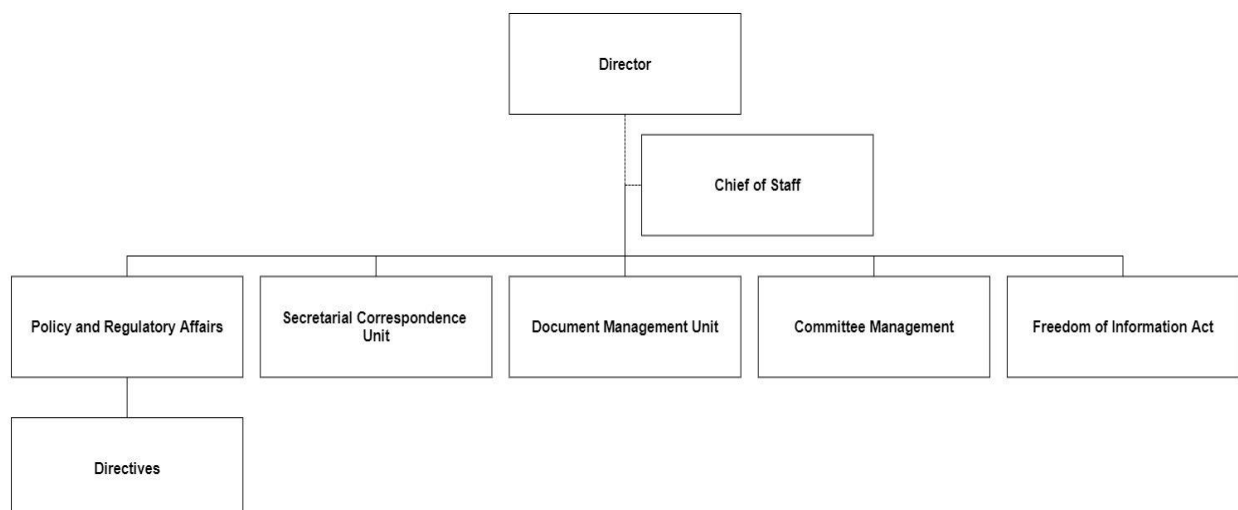 Director
Chief of Staff
Policy and Regulatory Affairs
Secretarial Correspondence
Unit
Document Management Unit
Committee Management
Freedom of Information Act
Directives